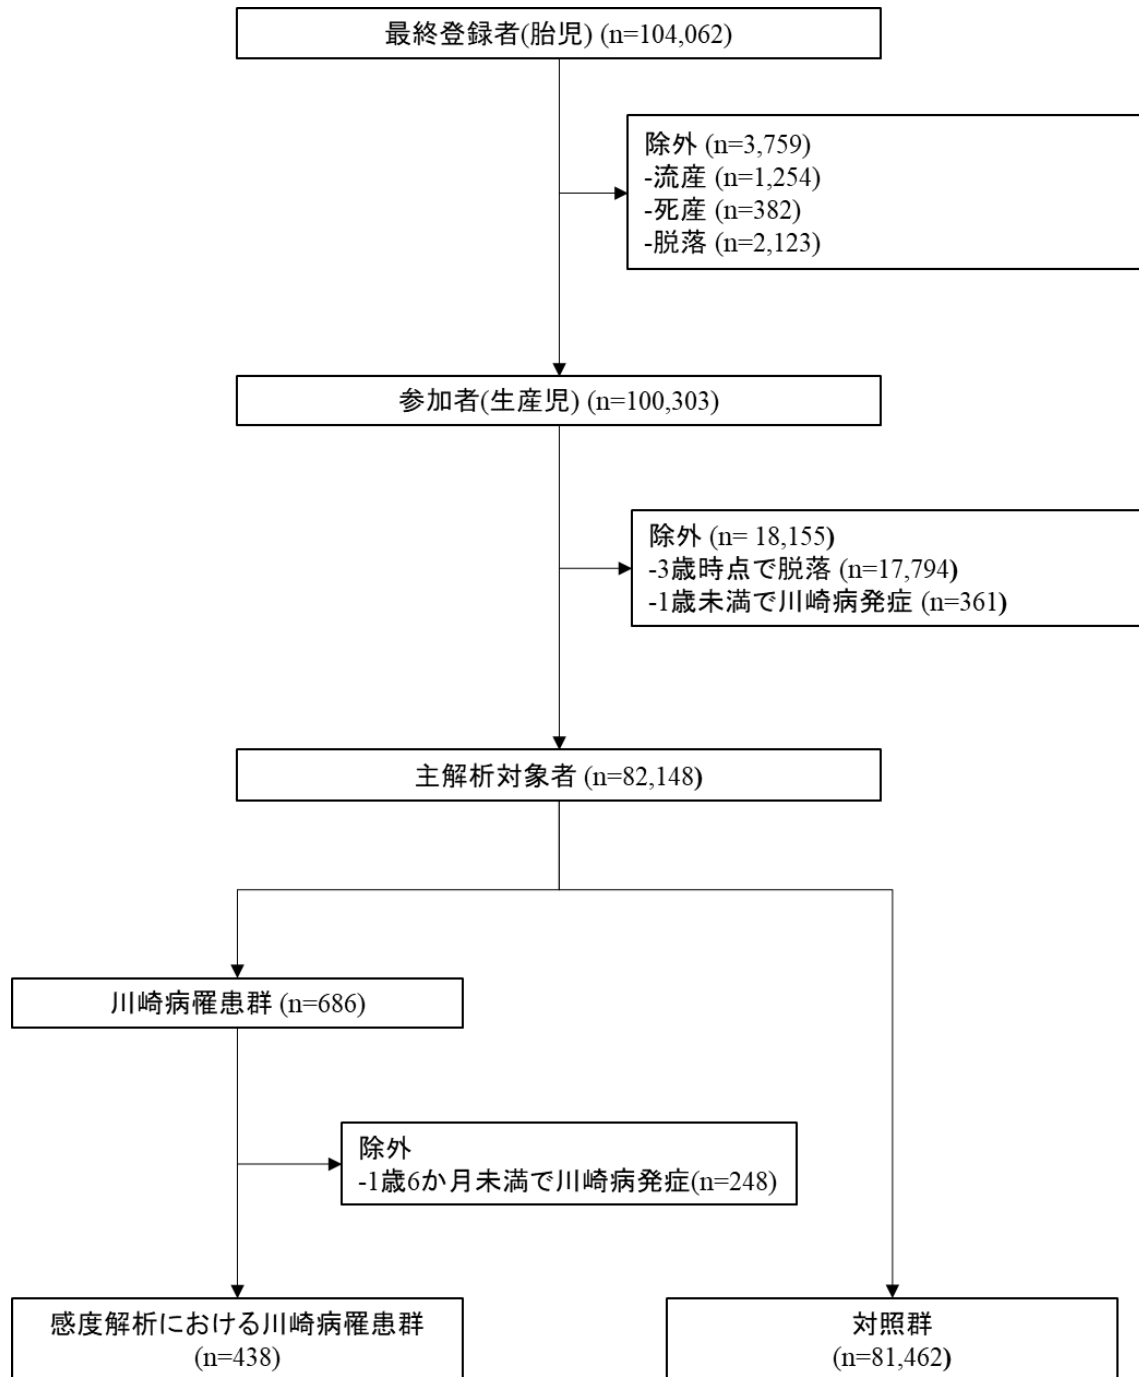 最終登録者(胎児) (n=104,062)
除外 (n=3,759)
-流産 (n=1,254)
-死産 (n=382)
-脱落 (n=2,123)
参加者(生産児) (n=100,303)
除外 (n= 18,155)
-3歳時点で脱落 (n=17,794)
-1歳未満で川崎病発症 (n=361)
主解析対象者 (n=82,148)
川崎病罹患群 (n=686)
除外
-1歳6か月未満で川崎病発症(n=248)
感度解析における川崎病罹患群
(n=438)
対照群
(n=81,462)